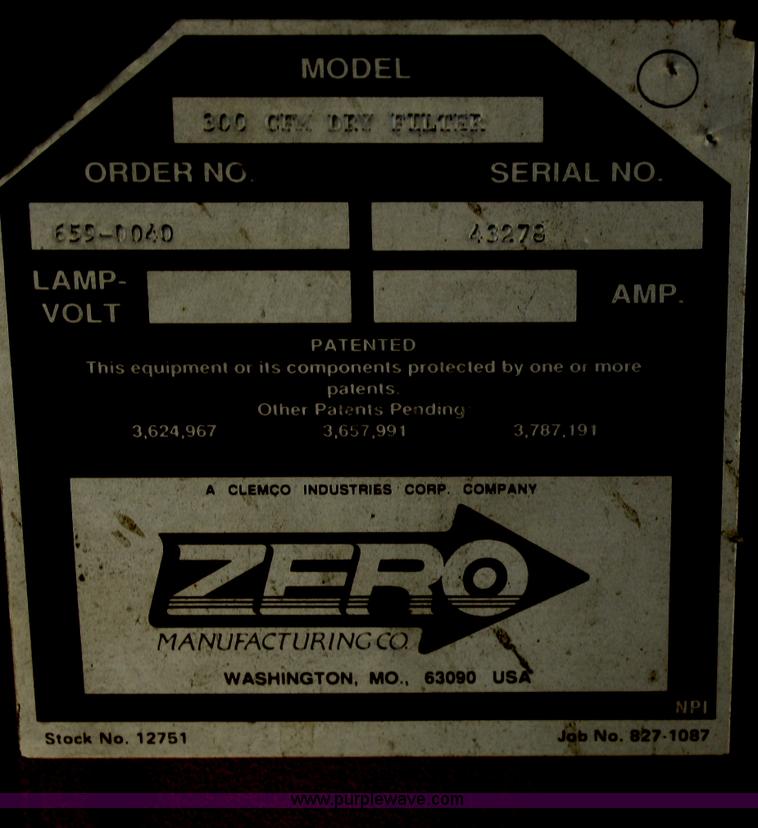 MODEL
300 CFM DRY FILTER
ORDER NO. SERIAL NO.
659-0040 43278
LAMP- AMP.
VOLT
PATENTED
This equipment or its components protected by one or more
patents.
Other Patents Pending
3,624,967 3,657,991 3,787,191
A CLEMCO INDUSTRIES CORP. COMPANY
ZERO
MANUFACTURING CO.
WASHINGTON, MO., 63090 USA
NPI
Stock No. 12751 Job No. 827-1087
www.purplewave.com